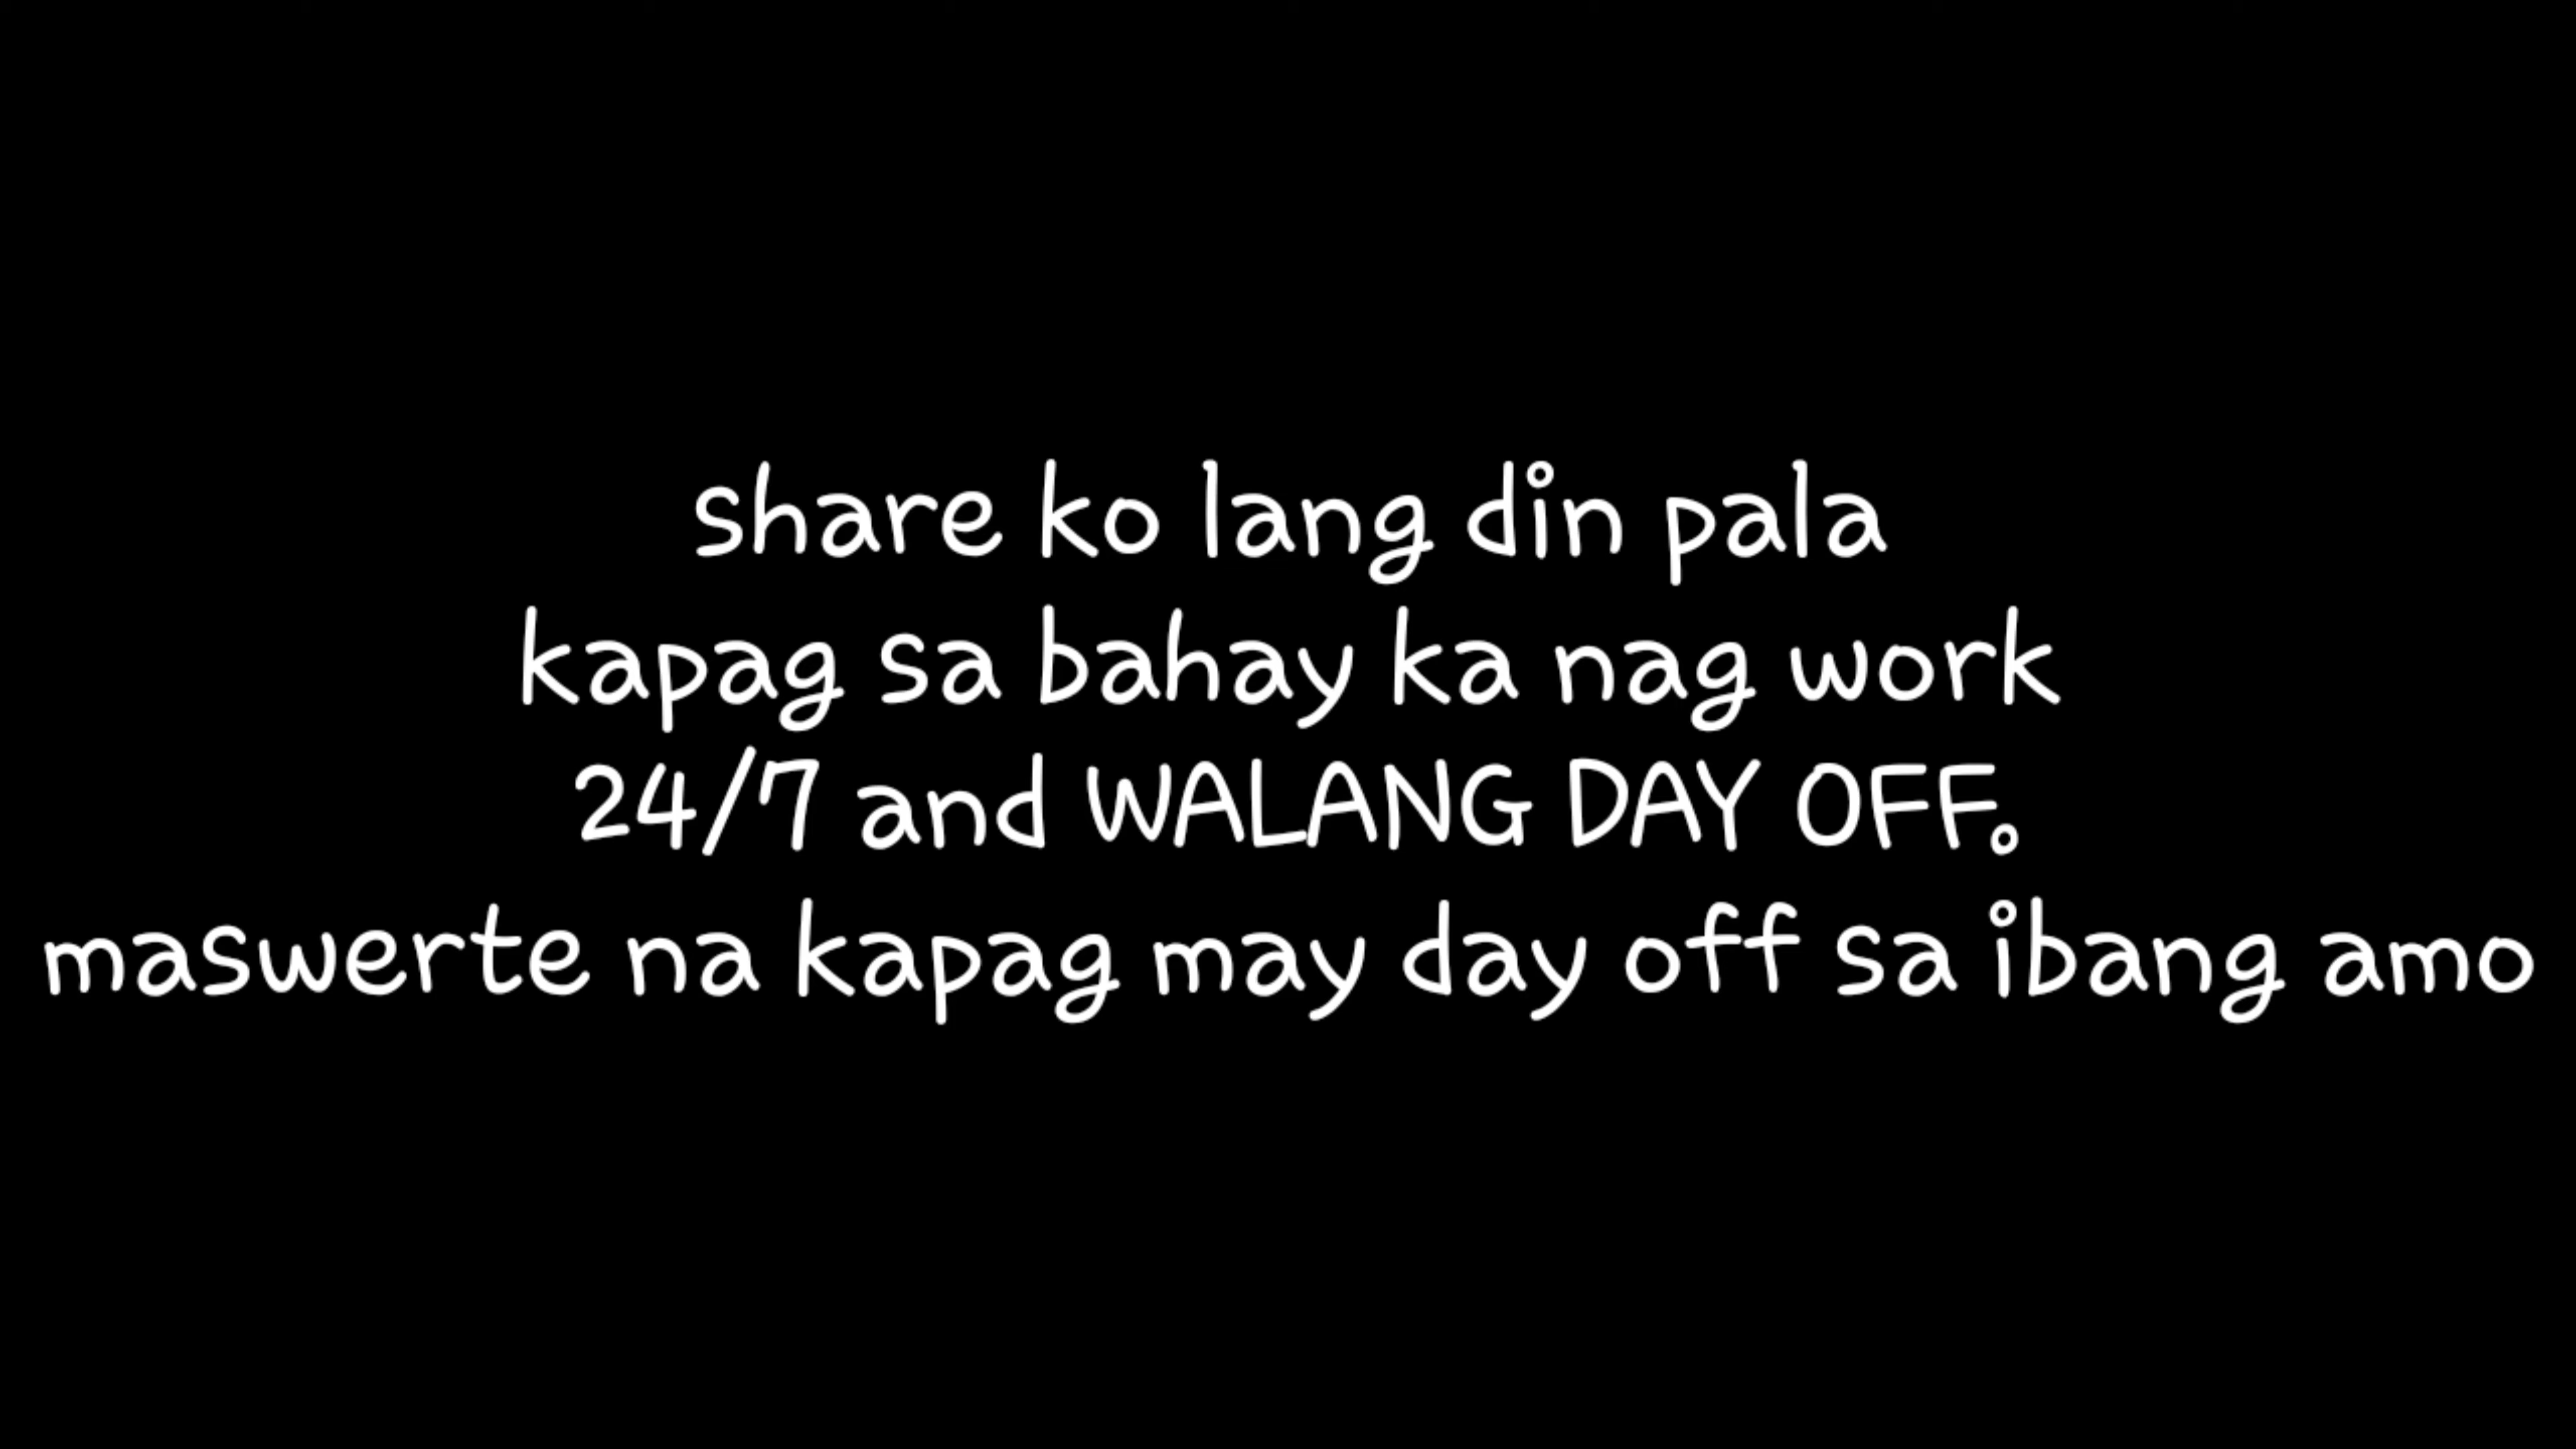 share ko lang din pala
kapag sa bahay ka nag work
24/7 and WALANG DAY OFF.
maswerte na kapag may day off sa ibang amo